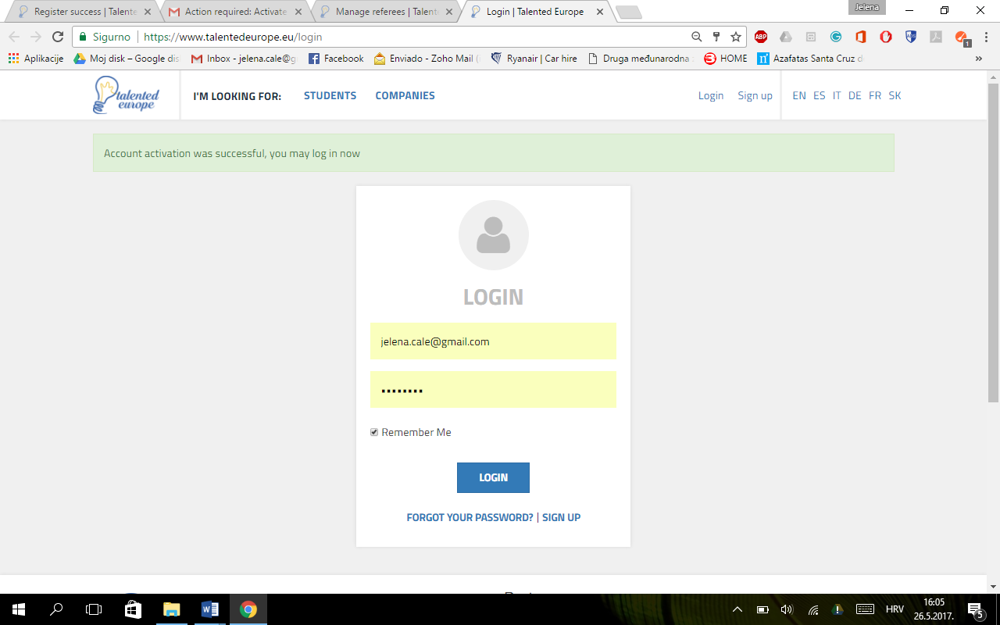 Register success | Talente
Action required: Activate
Manage referees | Talent
Login | Talented Europe
Jelena
Sigurno
https://www.talentedeurope.eu/login
ABP
1
Aplikacije
Moj disk – Google dis
Inbox - jelena.cale@g
Facebook
Enviado - Zoho Mail (
Ryanair | Car hire
Druga međunarodna
HOME
Azafatas Santa Cruz d
»
talented
europe
I'M LOOKING FOR:
STUDENTS
COMPANIES
Login
Sign up
EN ES IT DE FR SK
Account activation was successful, you may log in now
LOGIN
jelena.cale@gmail.com
••••••••
Remember Me
LOGIN
FORGOT YOUR PASSWORD? | SIGN UP
HRV
16:05
26.5.2017.
5